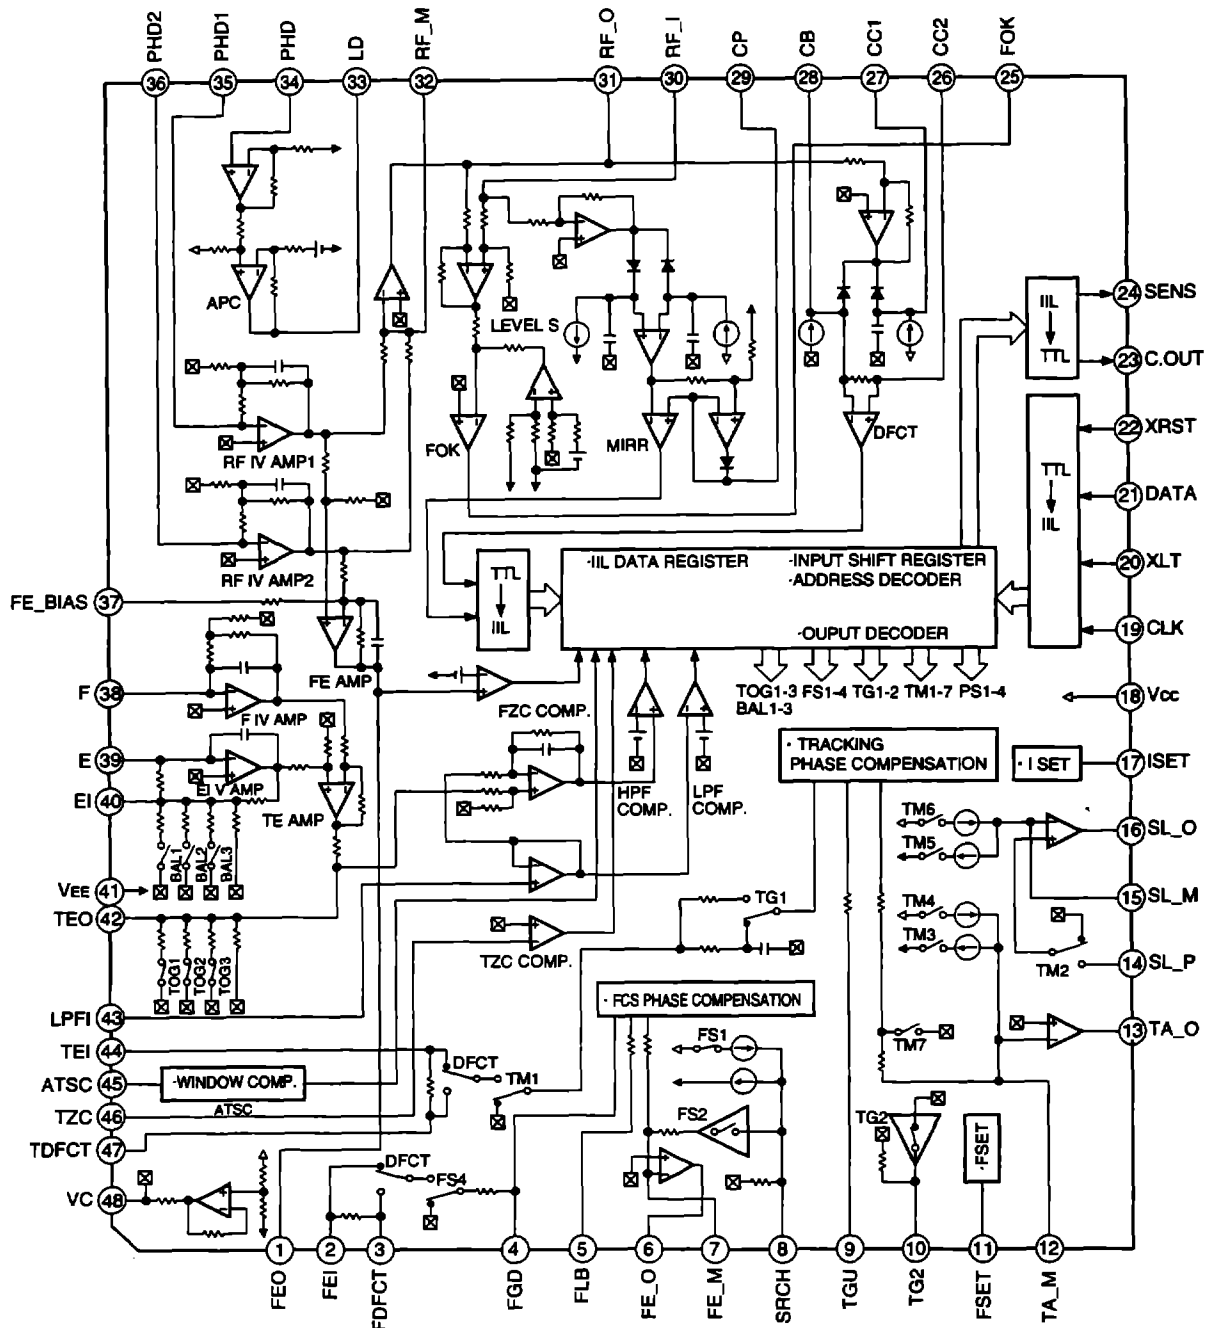 PHD2 PHD1 PHD LD RF_M RF_O RF_I CP CB CC1 CC2 FOK
36 35 34 33 32 31 30 29 28 27 26 25
APC
LEVEL S
IIL
TTL
24 SENS
23 C.OUT
RF IV AMP1
FOK
MIRR
DFCT
22 XRST
TTL
IIL
21 DATA
RF IV AMP2
20 XLT
TTL
IIL
·IIL DATA REGISTER
·INPUT SHIFT REGISTER
·ADDRESS DECODER
·OUPUT DECODER
FE_BIAS 37
19 CLK
FE AMP
F 38
F IV AMP
FZC COMP.
TOG1-3 FS1-4 TG1-2 TM1-7 PS1-4
BAL1-3
18 Vcc
E 39
EI V AMP
· TRACKING
PHASE COMPENSATION
· I SET
17 ISET
EI 40
TE AMP
HPF
COMP.
LPF
COMP.
TM6
TM5
16 SL_O
BAL1 BAL2 BAL3
VEE 41
15 SL_M
TEO 42
TG1
TM4
TM3
TM2
14 SL_P
TOG1 TOG2 TOG3
TZC COMP.
LPFI 43
· FCS PHASE COMPENSATION
13 TA_O
TEI 44
DFCT
TM1
FS1
TM7
ATSC 45
·WINDOW COMP.
ATSC
TZC 46
FS2
TG2
·FSET
TDFCT 47
DFCT
FS4
VC 48
1 2 3 4 5 6 7 8 9 10 11 12
FEO FEI FDFCT FGD FLB FE_O FE_M SRCH TGU TG2 FSET TA_M